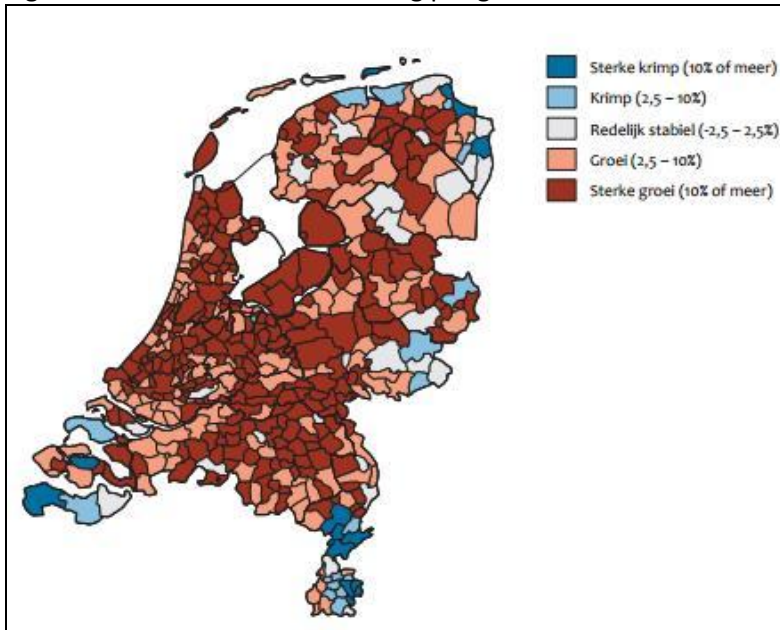 Sterke krimp (10% of meer)
Krimp (2,5 – 10%)
Redelijk stabiel (-2,5 – 2,5%)
Groei (2,5 – 10%)
Sterke groei (10% of meer)